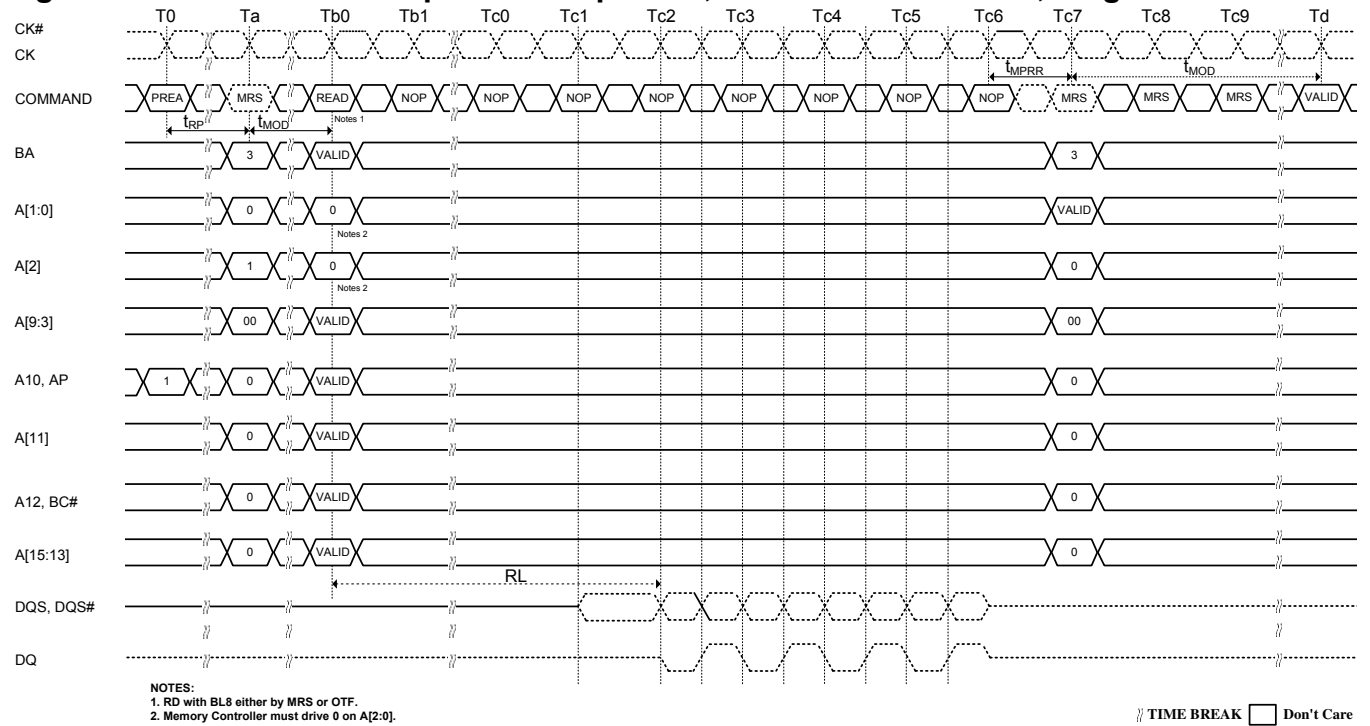 T0 Ta Tb0 Tb1 Tc0 Tc1 Tc2 Tc3 Tc4 Tc5 Tc6 Tc7 Tc8 Tc9 Td
CK#
CK
tMPRR tMOD
COMMAND PREA MRS READ NOP NOP NOP NOP NOP NOP NOP NOP MRS MRS MRS VALID
tRP tMOD Notes 1
BA 3 VALID 3
A[1:0] 0 0 VALID
Notes 2
A[2] 1 0 0
Notes 2
A[9:3] 00 VALID 00
A10, AP 1 0 VALID 0
A[11] 0 VALID 0
A12, BC# 0 VALID 0
A[15:13] 0 VALID 0
RL
DQS, DQS#
DQ
NOTES:
1. RD with BL8 either by MRS or OTF.
2. Memory Controller must drive 0 on A[2:0].
TIME BREAK Don't Care